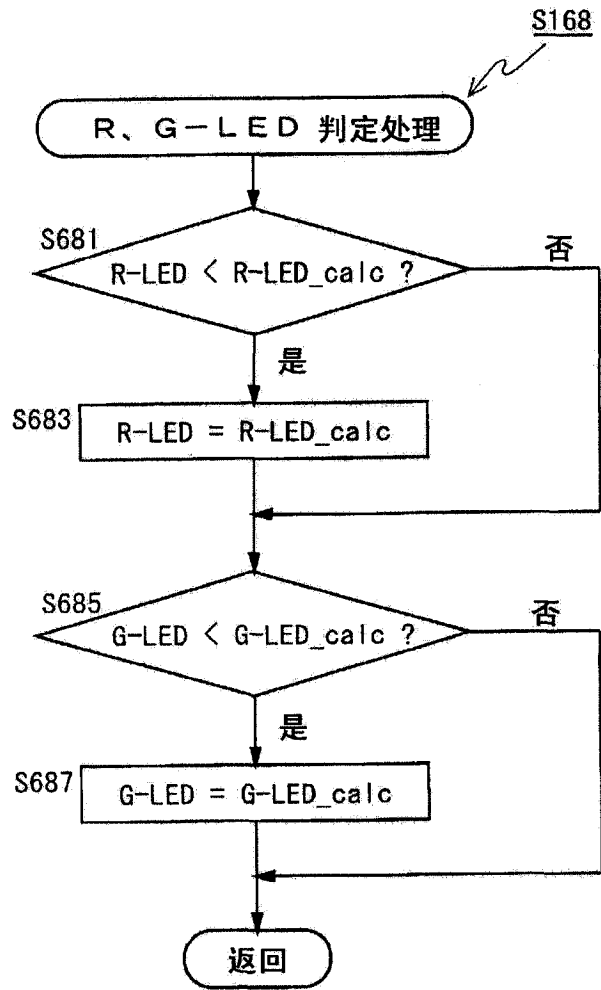 S168
R、G－LED 判定处理
S681
R-LED < R-LED_calc ?
否
是
S683
R-LED = R-LED_calc
S685
G-LED < G-LED_calc ?
否
是
S687
G-LED = G-LED_calc
返回